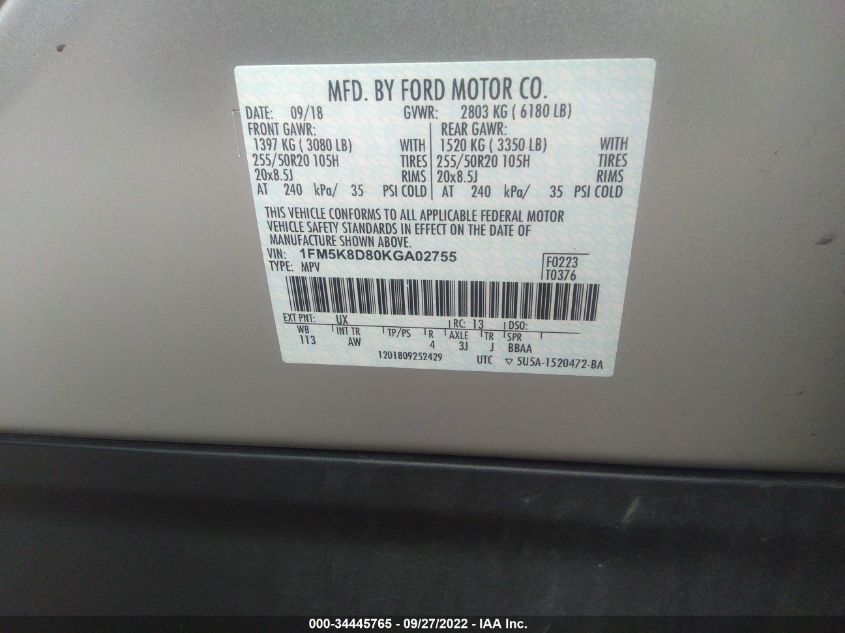 MFD. BY FORD MOTOR CO.
DATE: 09/18 GVWR: 2803 KG ( 6180 LB)
FRONT GAWR: REAR GAWR:
1397 KG ( 3080 LB) WITH 1520 KG ( 3350 LB) WITH
255/50R20 105H TIRES 255/50R20 105H TIRES
20x8.5J RIMS 20x8.5J RIMS
AT 240 kPa/ 35 PSI COLD AT 240 kPa/ 35 PSI COLD
THIS VEHICLE CONFORMS TO ALL APPLICABLE FEDERAL MOTOR
VEHICLE SAFETY STANDARDS IN EFFECT ON THE DATE OF
MANUFACTURE SHOWN ABOVE.
VIN: 1FM5K8D80KGA02755 F0223
TYPE: MPV T0376
EXT PNT: UX RC: 13 DSO:
WB INT TR TP/PS R AXLE TR SPR
113 AW 4 3J J BBAA
1201809252429 UTC ▽ 5U5A-1520472-BA
000-34445765 - 09/27/2022 - IAA Inc.